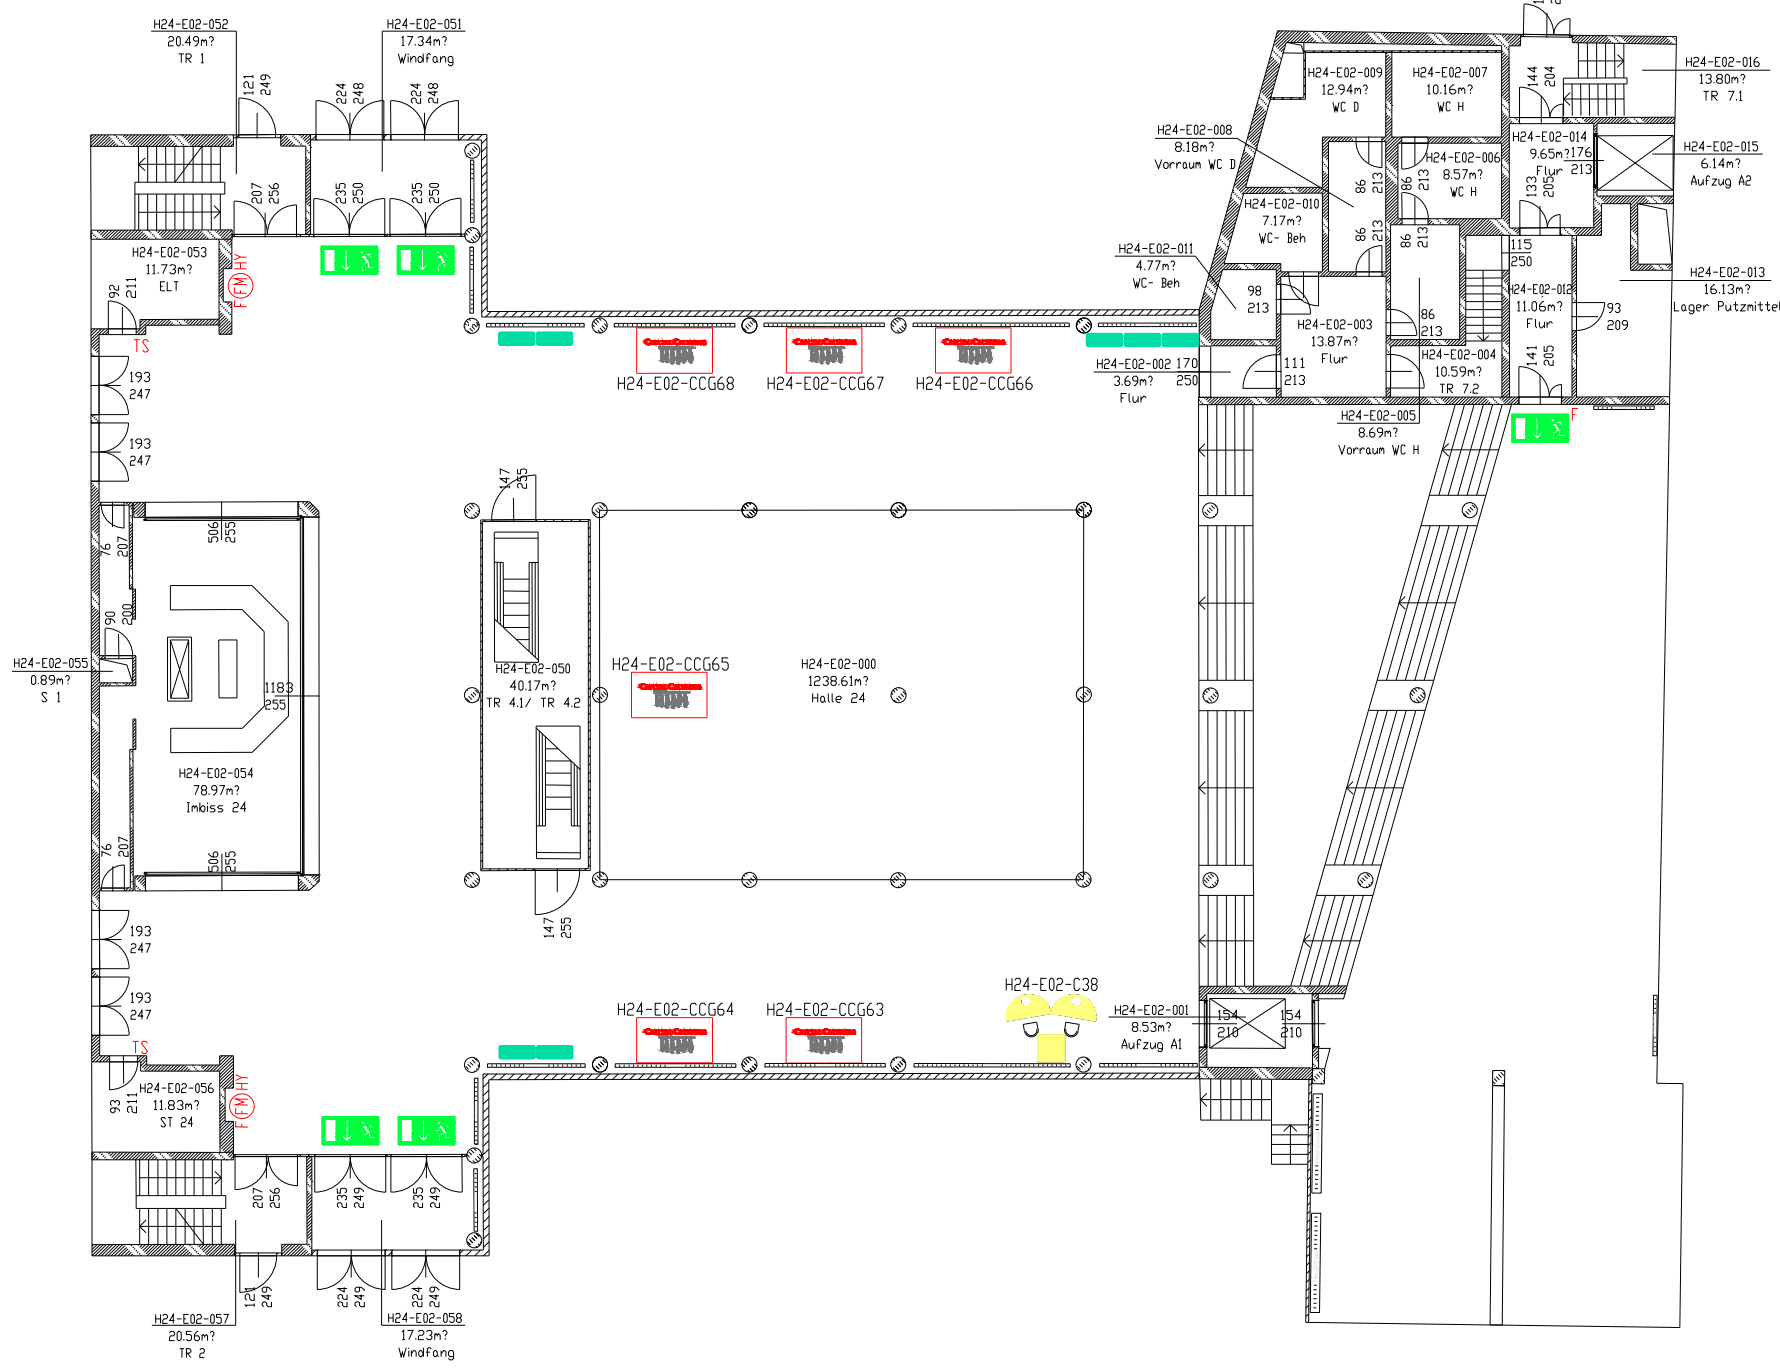 H24-E02-052
20.49m?
TR 1
H24-E02-051
17.34m?
Windfang
121
249
224
248
224
248
207
256
235
250
235
250
H24-E02-053
11.73m?
ELT
92
211
F FM HY
TS
193
247
193
247
H24-E02-009
12.94m?
WC D
H24-E02-007
10.16m?
WC H
144
204
H24-E02-016
13.80m?
TR 7.1
H24-E02-008
8.18m?
Vorraum WC D
H24-E02-014
9.65m?
Flur
176
213
H24-E02-015
6.14m?
Aufzug A2
H24-E02-006
8.57m?
WC H
86
213
86
213
133
205
H24-E02-010
7.17m?
WC- Beh
86
213
86
213
115
250
H24-E02-011
4.77m?
WC- Beh
98
213
H24-E02-003
13.87m?
Flur
86
213
H24-E02-012
11.06m?
Flur
93
209
H24-E02-013
16.13m?
Lager Putzmittel
H24-E02-CCG68
H24-E02-CCG67
H24-E02-CCG66
H24-E02-002
3.69m?
Flur
170
250
111
213
H24-E02-004
10.59m?
TR 7.2
141
205
H24-E02-005
8.69m?
Vorraum WC H
F
147
255
506
255
76
207
90
200
H24-E02-055
0.89m?
S 1
1183
255
H24-E02-050
40.17m?
TR 4.1/ TR 4.2
H24-E02-CCG65
H24-E02-000
1238.61m?
Halle 24
H24-E02-054
78.97m?
Imbiss 24
76
207
506
255
147
255
193
247
193
247
TS
H24-E02-CCG64
H24-E02-CCG63
H24-E02-C38
H24-E02-001
8.53m?
Aufzug A1
154
210
154
210
H24-E02-056
11.83m?
ST 24
93
211
F FM HY
207
256
235
249
235
249
249
224
249
224
249
H24-E02-057
20.56m?
TR 2
H24-E02-058
17.23m?
Windfang